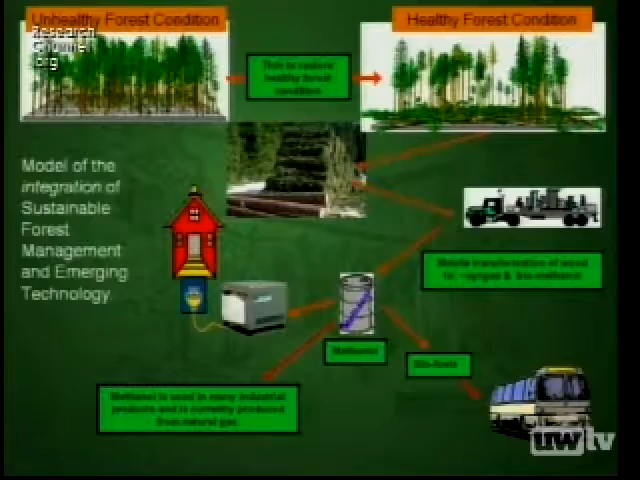 Unhealthy Forest Condition
Healthy Forest Condition
Research
Channel
.org
Thin to restore
healthy forest
condition
Model of the
integration of
Sustainable
Forest
Management
and Emerging
Technology
Mobile transformation of wood
to: -syngas & bio-methanol
Methanol
Bio-fuels
Methanol is used in many industrial
products and is currently produced
from natural gas.
uwtv